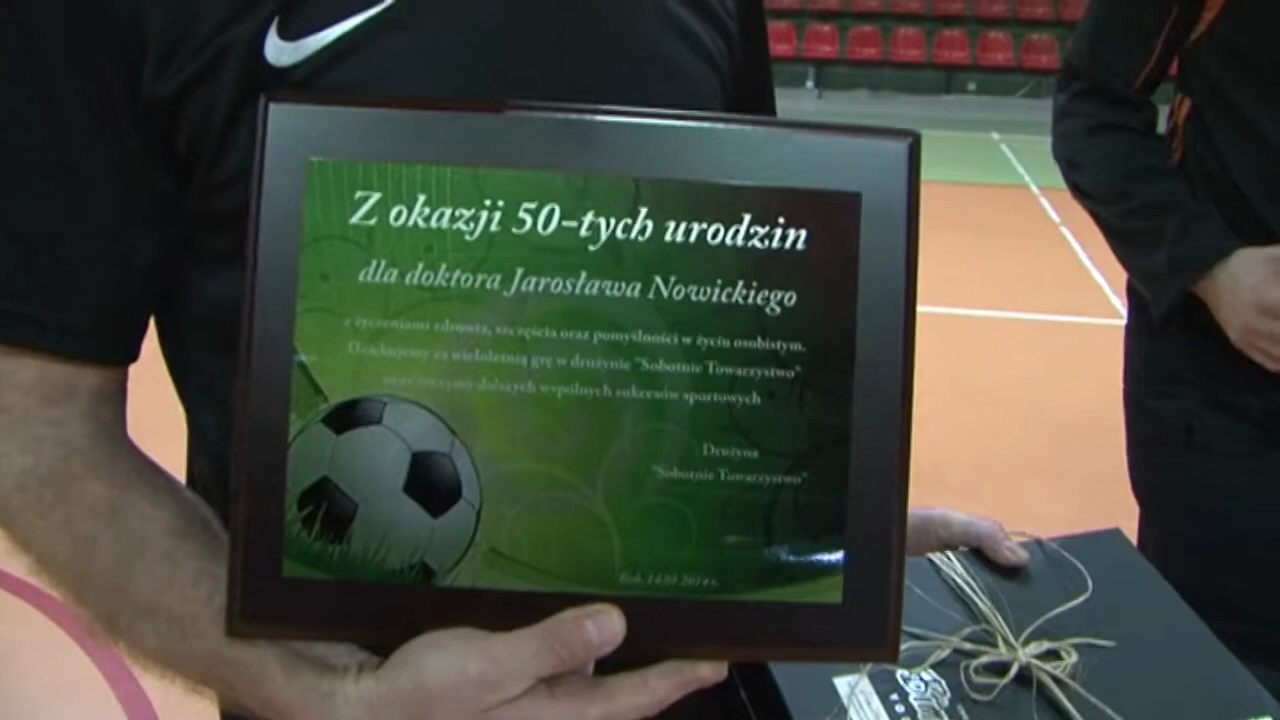 Z okazji 50-tych urodzin
dla doktora Jarosława Nowickiego
z życzeniami zdrowia, szczęścia oraz pomyślności w życiu osobistym.
Dziękujemy za wieloletnią grę w drużynie "Sobotnie Towarzystwo"
oraz życzymy dalszych wspólnych sukcesów sportowych
Drużyna
"Sobotnie Towarzystwo"